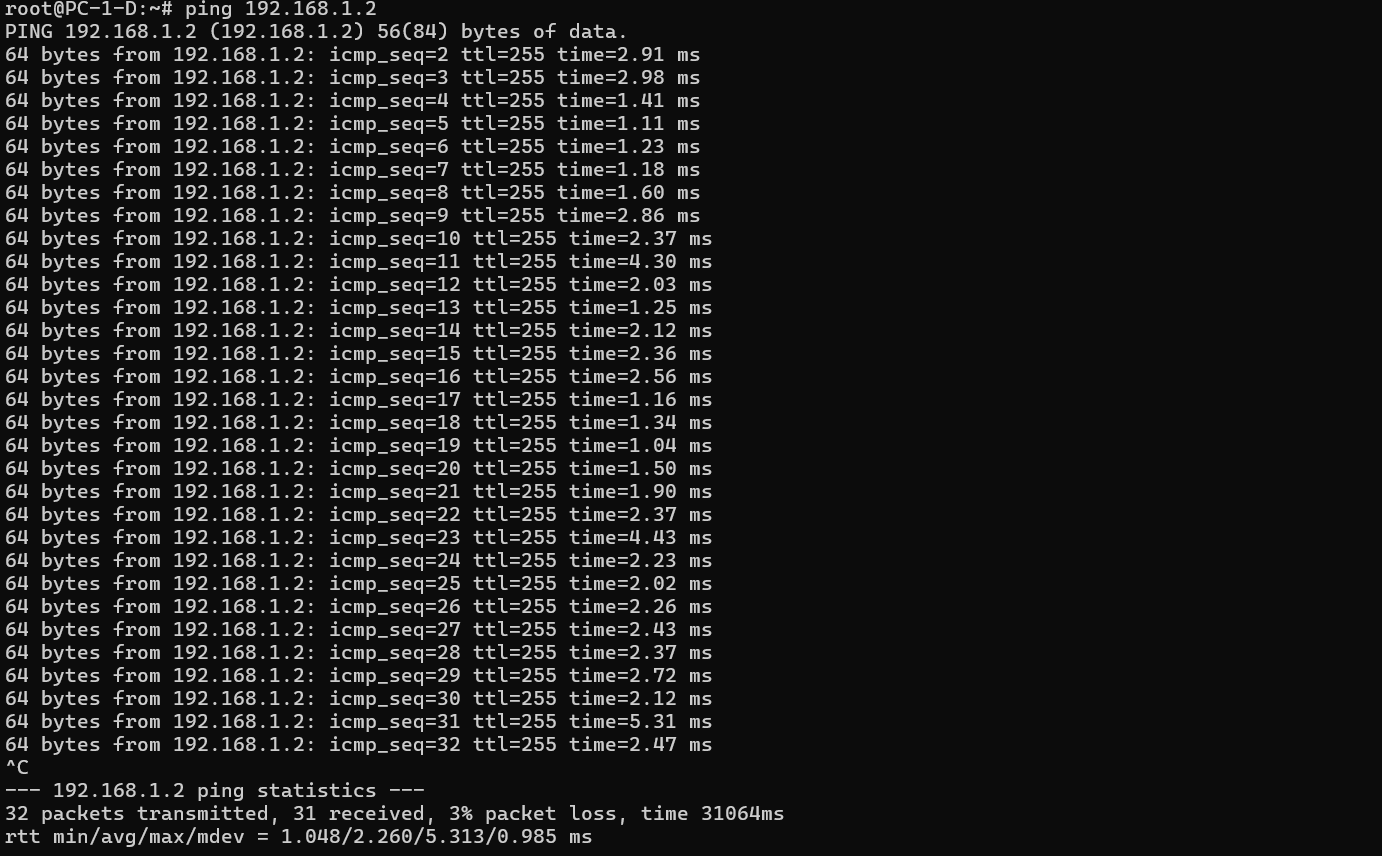 root@PC-1-D:~# ping 192.168.1.2
PING 192.168.1.2 (192.168.1.2) 56(84) bytes of data.
64 bytes from 192.168.1.2: icmp_seq=2 ttl=255 time=2.91 ms
64 bytes from 192.168.1.2: icmp_seq=3 ttl=255 time=2.98 ms
64 bytes from 192.168.1.2: icmp_seq=4 ttl=255 time=1.41 ms
64 bytes from 192.168.1.2: icmp_seq=5 ttl=255 time=1.11 ms
64 bytes from 192.168.1.2: icmp_seq=6 ttl=255 time=1.23 ms
64 bytes from 192.168.1.2: icmp_seq=7 ttl=255 time=1.18 ms
64 bytes from 192.168.1.2: icmp_seq=8 ttl=255 time=1.60 ms
64 bytes from 192.168.1.2: icmp_seq=9 ttl=255 time=2.86 ms
64 bytes from 192.168.1.2: icmp_seq=10 ttl=255 time=2.37 ms
64 bytes from 192.168.1.2: icmp_seq=11 ttl=255 time=4.30 ms
64 bytes from 192.168.1.2: icmp_seq=12 ttl=255 time=2.03 ms
64 bytes from 192.168.1.2: icmp_seq=13 ttl=255 time=1.25 ms
64 bytes from 192.168.1.2: icmp_seq=14 ttl=255 time=2.12 ms
64 bytes from 192.168.1.2: icmp_seq=15 ttl=255 time=2.36 ms
64 bytes from 192.168.1.2: icmp_seq=16 ttl=255 time=2.56 ms
64 bytes from 192.168.1.2: icmp_seq=17 ttl=255 time=1.16 ms
64 bytes from 192.168.1.2: icmp_seq=18 ttl=255 time=1.34 ms
64 bytes from 192.168.1.2: icmp_seq=19 ttl=255 time=1.04 ms
64 bytes from 192.168.1.2: icmp_seq=20 ttl=255 time=1.50 ms
64 bytes from 192.168.1.2: icmp_seq=21 ttl=255 time=1.90 ms
64 bytes from 192.168.1.2: icmp_seq=22 ttl=255 time=2.37 ms
64 bytes from 192.168.1.2: icmp_seq=23 ttl=255 time=4.43 ms
64 bytes from 192.168.1.2: icmp_seq=24 ttl=255 time=2.23 ms
64 bytes from 192.168.1.2: icmp_seq=25 ttl=255 time=2.02 ms
64 bytes from 192.168.1.2: icmp_seq=26 ttl=255 time=2.26 ms
64 bytes from 192.168.1.2: icmp_seq=27 ttl=255 time=2.43 ms
64 bytes from 192.168.1.2: icmp_seq=28 ttl=255 time=2.37 ms
64 bytes from 192.168.1.2: icmp_seq=29 ttl=255 time=2.72 ms
64 bytes from 192.168.1.2: icmp_seq=30 ttl=255 time=2.12 ms
64 bytes from 192.168.1.2: icmp_seq=31 ttl=255 time=5.31 ms
64 bytes from 192.168.1.2: icmp_seq=32 ttl=255 time=2.47 ms
^C
--- 192.168.1.2 ping statistics ---
32 packets transmitted, 31 received, 3% packet loss, time 31064ms
rtt min/avg/max/mdev = 1.048/2.260/5.313/0.985 ms